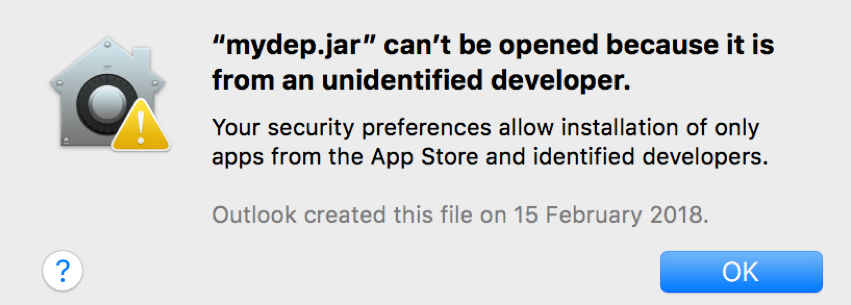 “mydep.jar” can’t be opened because it is
from an unidentified developer.
Your security preferences allow installation of only
apps from the App Store and identified developers.
Outlook created this file on 15 February 2018.
?
OK